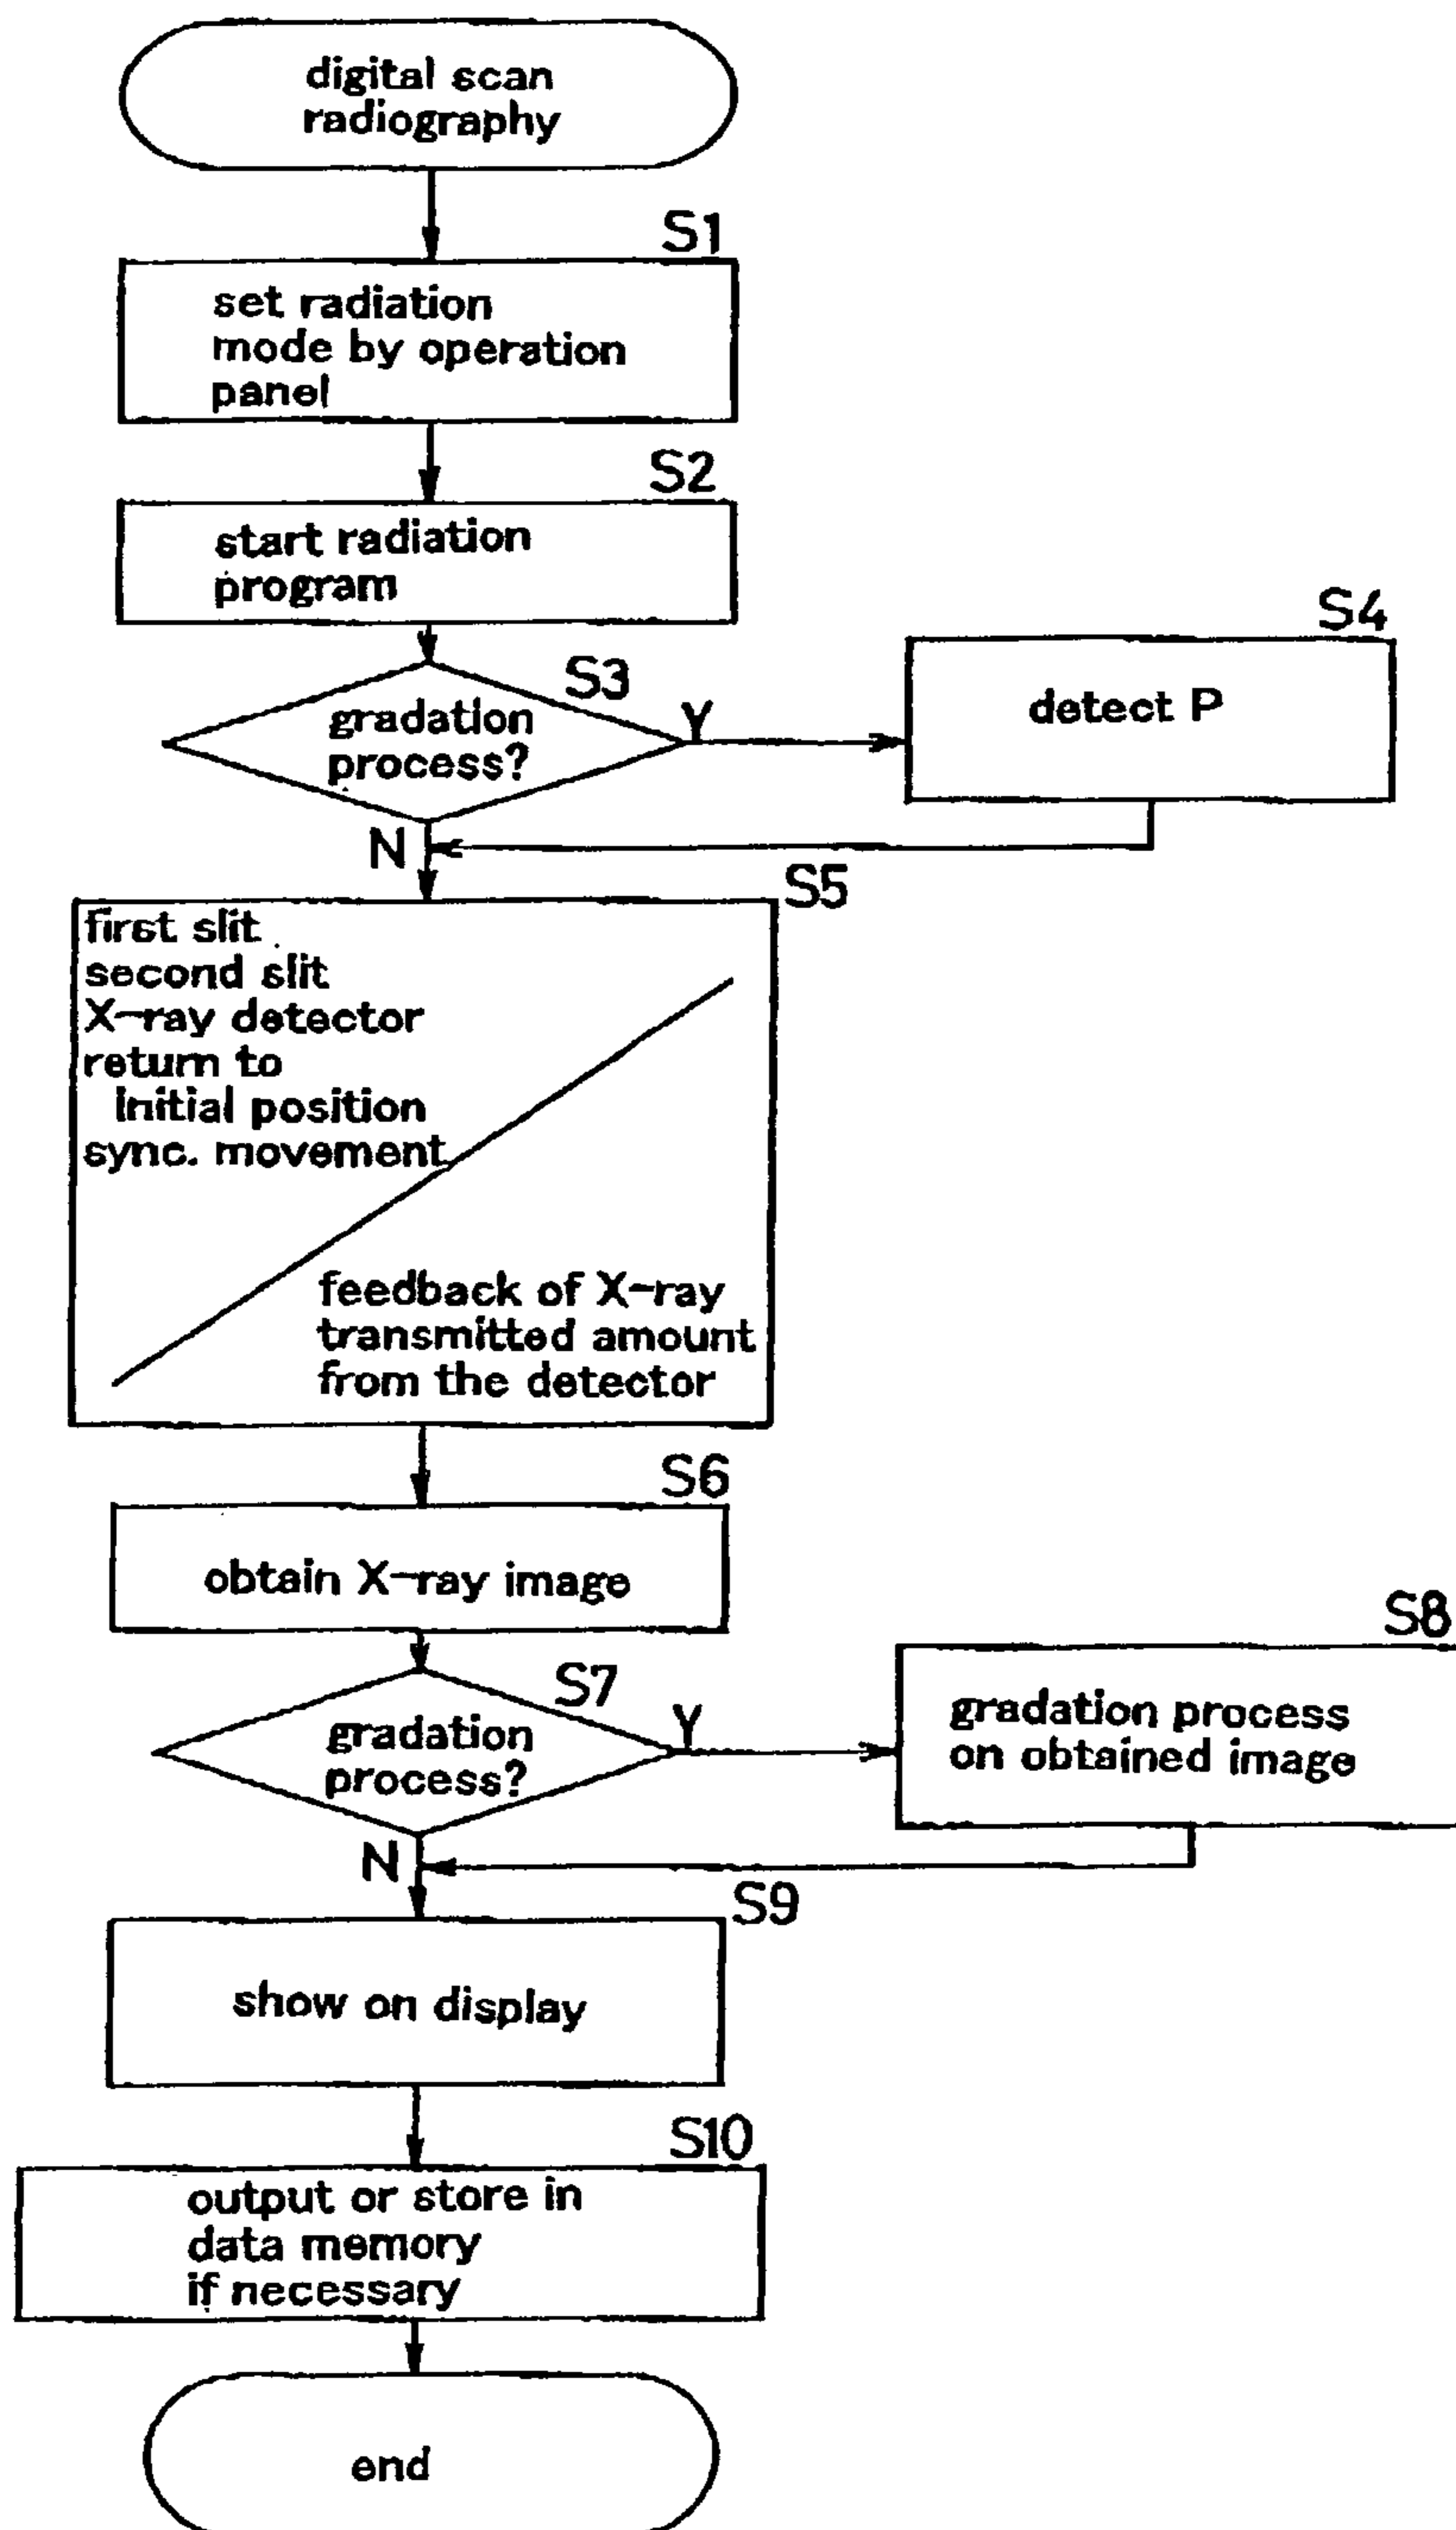 digital scan
radiography
S1
set radiation
mode by operation
panel
S2
start radiation
program
S3
gradation
process?
Y
S4
detect P
N
S5
first slit
second slit
X-ray detector
return to
initial position
sync. movement
feedback of X-ray
transmitted amount
from the detector
S6
obtain X-ray image
S7
gradation
process?
Y
S8
gradation process
on obtained image
N
S9
show on display
S10
output or store in
data memory
if necessary
end